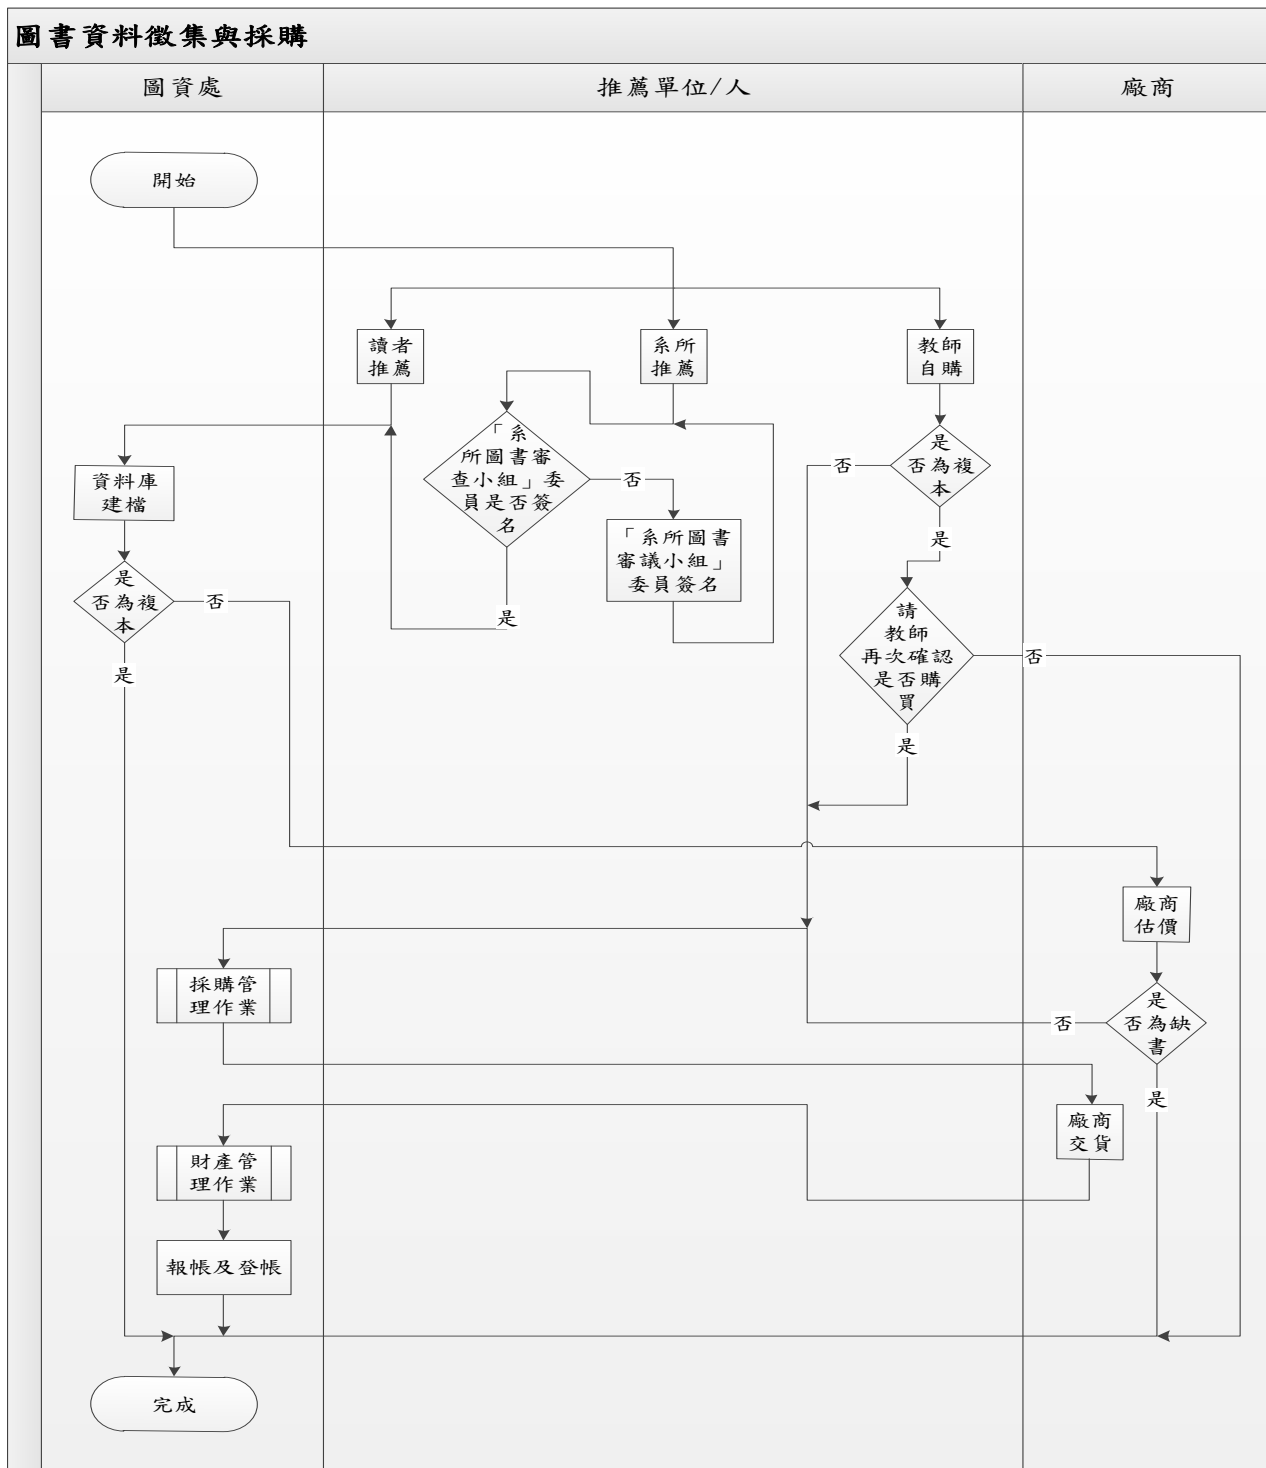 圖書資料徵集與採購
圖資處
推薦單位/人
廠商
開始
讀者
推薦
系所
推薦
教師
自購
「系
所圖書審
查小組」委
員是否簽
名
否
「系所圖書
審議小組」
委員簽名
是
是
否為複
本
否
是
請
教師
再次確認
是否購
買
否
是
資料庫
建檔
是
否為複
本
否
是
廠商
估價
是
否為缺
書
否
是
採購管
理作業
廠商
交貨
財產管
理作業
報帳及登帳
完成